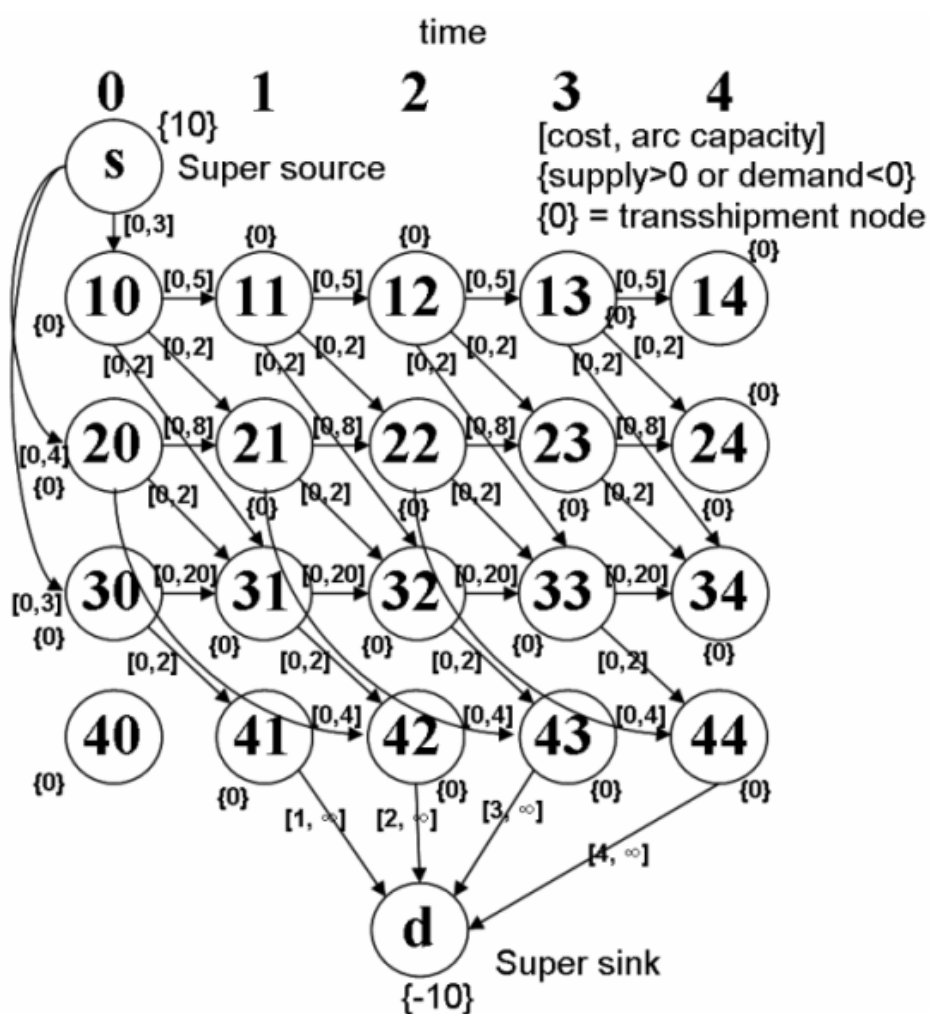 time
0 1 2 3 4
{10}
s
Super source
[cost, arc capacity]
{supply>0 or demand<0}
{0} = transshipment node
[0,3]
{0} {0} {0}
10 [0,5] 11 [0,5] 12 [0,5] 13 [0,5] 14
{0} {0}
[0,2] [0,2] [0,2] [0,2]
[0,2] [0,2] [0,2] [0,2]
{0}
20 [0,8] 21 [0,8] 22 [0,8] 23 [0,8] 24
[0,4]
{0} [0,2] [0,2] [0,2] [0,2]
{0} {0} {0} {0}
30 [0,20] 31 [0,20] 32 [0,20] 33 [0,20] 34
[0,3]
{0} {0} {0} {0} {0}
[0,2] [0,2] [0,2] [0,2]
40 41 [0,4] 42 [0,4] 43 [0,4] 44
{0} {0} {0} {0} {0}
[1, ∞] [2, ∞] [3, ∞]
[4, ∞]
d
Super sink
{-10}